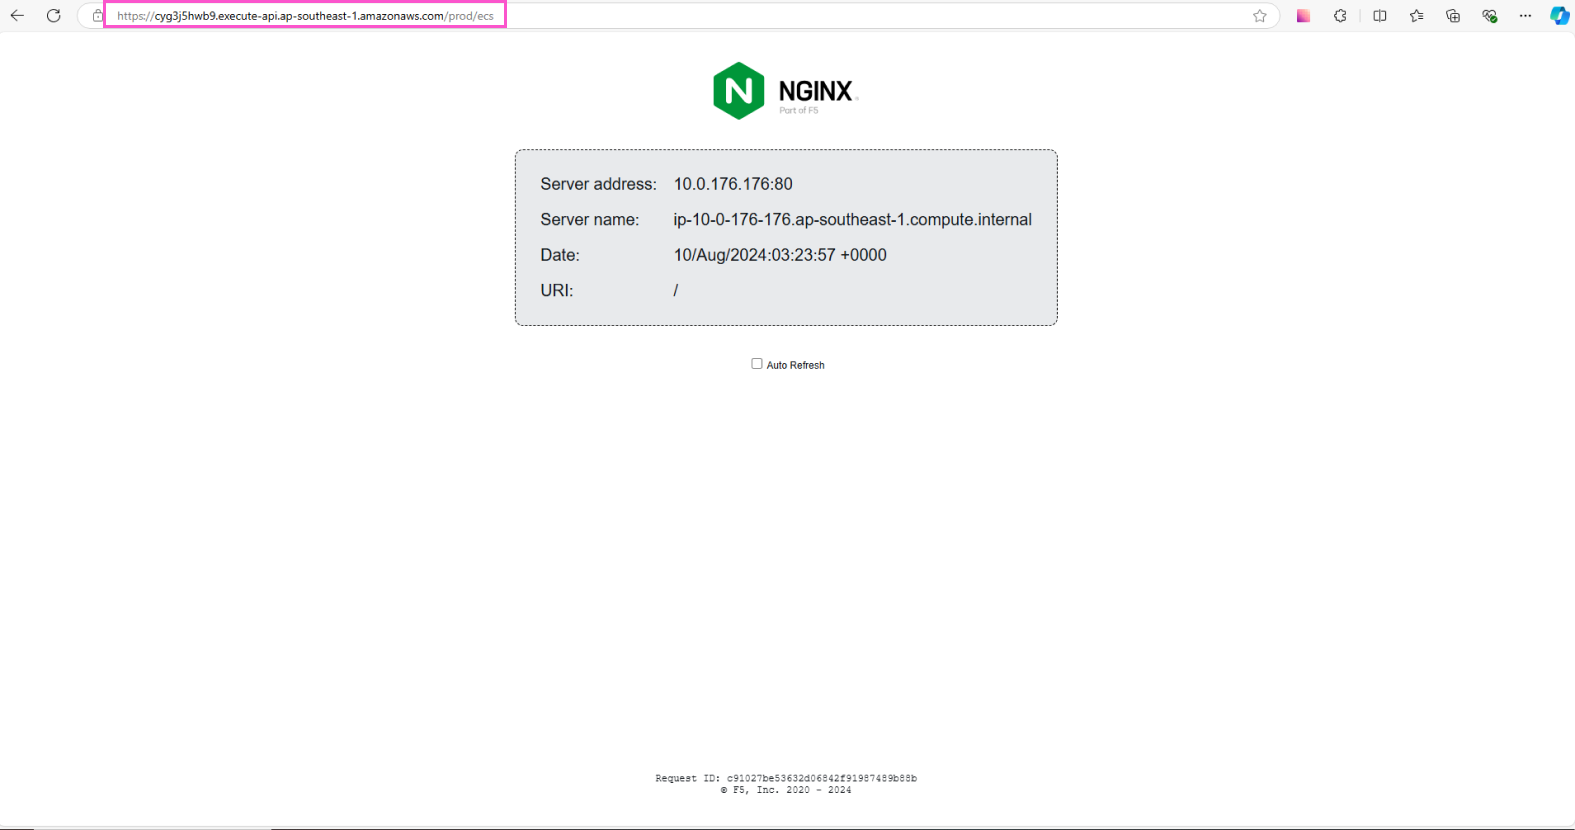 https://cyg3j5hwb9.execute-api.ap-southeast-1.amazonaws.com/prod/ecs
N NGINX
Part of F5
Server address: 10.0.176.176:80
Server name: ip-10-0-176-176.ap-southeast-1.compute.internal
Date: 10/Aug/2024:03:23:57 +0000
URI: /
Auto Refresh
Request ID: c91027be53632d06842f91987489b88b
© F5, Inc. 2020 - 2024